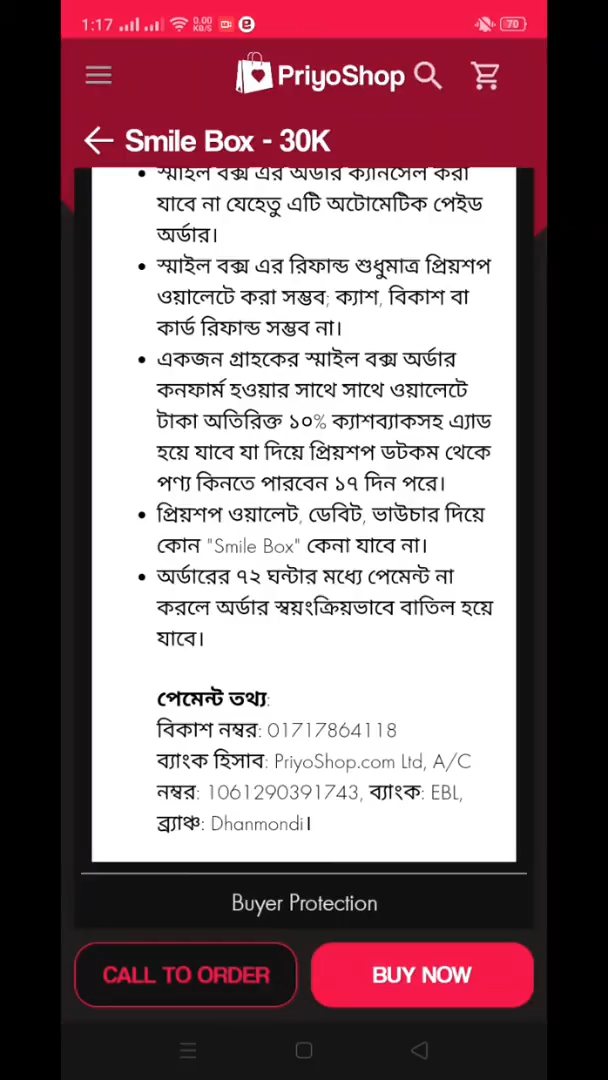 1:17
0.00
KB/S
70
PriyoShop
Smile Box - 30K
স্মাইল বক্স এর অর্ডার ক্যানসেল করা
যাবে না যেহেতু এটি অটোমেটিক পেইড
অর্ডার।
স্মাইল বক্স এর রিফান্ড শুধুমাত্র প্রিয়শপ
ওয়ালেটে করা সম্ভব; ক্যাশ, বিকাশ বা
কার্ড রিফান্ড সম্ভব না।
একজন গ্রাহকের স্মাইল বক্স অর্ডার
কনফার্ম হওয়ার সাথে সাথে ওয়ালেটে
টাকা অতিরিক্ত ১০% ক্যাশব্যাকসহ এ্যাড
হয়ে যাবে যা দিয়ে প্রিয়শপ ডটকম থেকে
পণ্য কিনতে পারবেন ১৭ দিন পরে।
প্রিয়শপ ওয়ালেট, ডেবিট, ভাউচার দিয়ে
কোন "Smile Box" কেনা যাবে না।
অর্ডারের ৭২ ঘন্টার মধ্যে পেমেন্ট না
করলে অর্ডার স্বয়ংক্রিয়ভাবে বাতিল হয়ে
যাবে।
পেমেন্ট তথ্য:
বিকাশ নম্বর: 01717864118
ব্যাংক হিসাব: PriyoShop.com Ltd, A/C
নম্বর: 1061290391743, ব্যাংক: EBL,
ব্র্যাঞ্চ: Dhanmondi।
Buyer Protection
CALL TO ORDER
BUY NOW